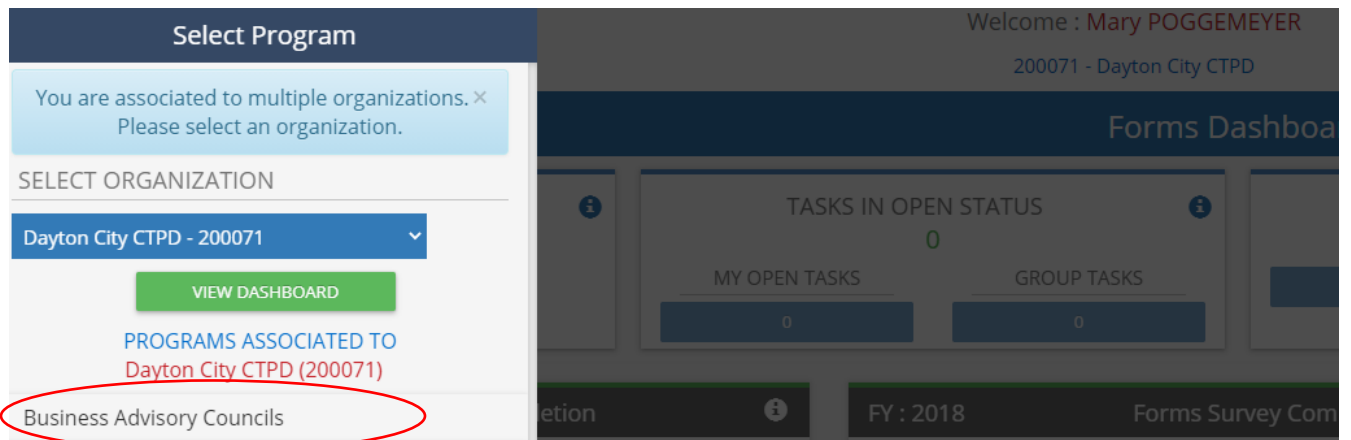 Select Program
You are associated to multiple organizations. ×
Please select an organization.
SELECT ORGANIZATION
Dayton City CTPD - 200071
VIEW DASHBOARD
PROGRAMS ASSOCIATED TO
Dayton City CTPD (200071)
Business Advisory Councils
Welcome : Mary POGGEMEYER
200071 - Dayton City CTPD
Forms Dashboa
TASKS IN OPEN STATUS
0
MY OPEN TASKS GROUP TASKS
0 0
letion
FY : 2018 Forms Survey Com